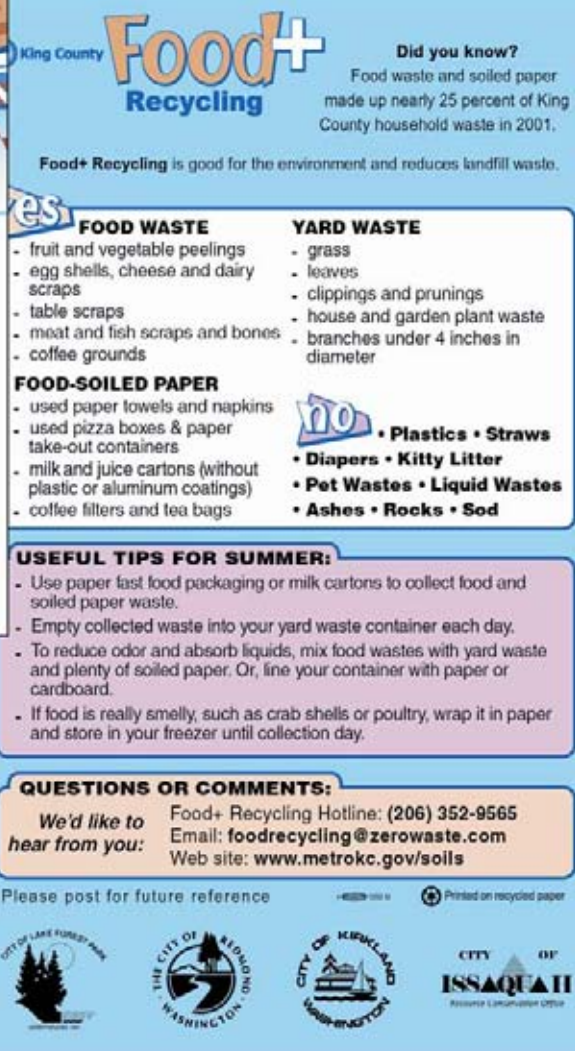 King County
Food+
Recycling
Did you know?
Food waste and soiled paper
made up nearly 25 percent of King
County household waste in 2001.
Food+ Recycling is good for the environment and reduces landfill waste.
es
FOOD WASTE
- fruit and vegetable peelings
- egg shells, cheese and dairy
scraps
- table scraps
- meat and fish scraps and bones
- coffee grounds
FOOD-SOILED PAPER
- used paper towels and napkins
- used pizza boxes & paper
take-out containers
- milk and juice cartons (without
plastic or aluminum coatings)
- coffee filters and tea bags
YARD WASTE
- grass
- leaves
- clippings and prunings
- house and garden plant waste
- branches under 4 inches in
diameter
no
• Plastics • Straws
• Diapers • Kitty Litter
• Pet Wastes • Liquid Wastes
• Ashes • Rocks • Sod
USEFUL TIPS FOR SUMMER:
- Use paper fast food packaging or milk cartons to collect food and
soiled paper waste.
- Empty collected waste into your yard waste container each day.
- To reduce odor and absorb liquids, mix food wastes with yard waste
and plenty of soiled paper. Or, line your container with paper or
cardboard.
- If food is really smelly, such as crab shells or poultry, wrap it in paper
and store in your freezer until collection day.
QUESTIONS OR COMMENTS:
We'd like to
hear from you:
Food+ Recycling Hotline: (206) 352-9565
Email: foodrecycling@zerowaste.com
Web site: www.metrokc.gov/soils
Please post for future reference
Printed on recycled paper
CITY OF LAKE FOREST PARK
THE CITY OF REDMOND
WASHINGTON
CITY OF KIRKLAND
WASHINGTON
CITY OF
ISSAQUAH
Resource Conservation Office